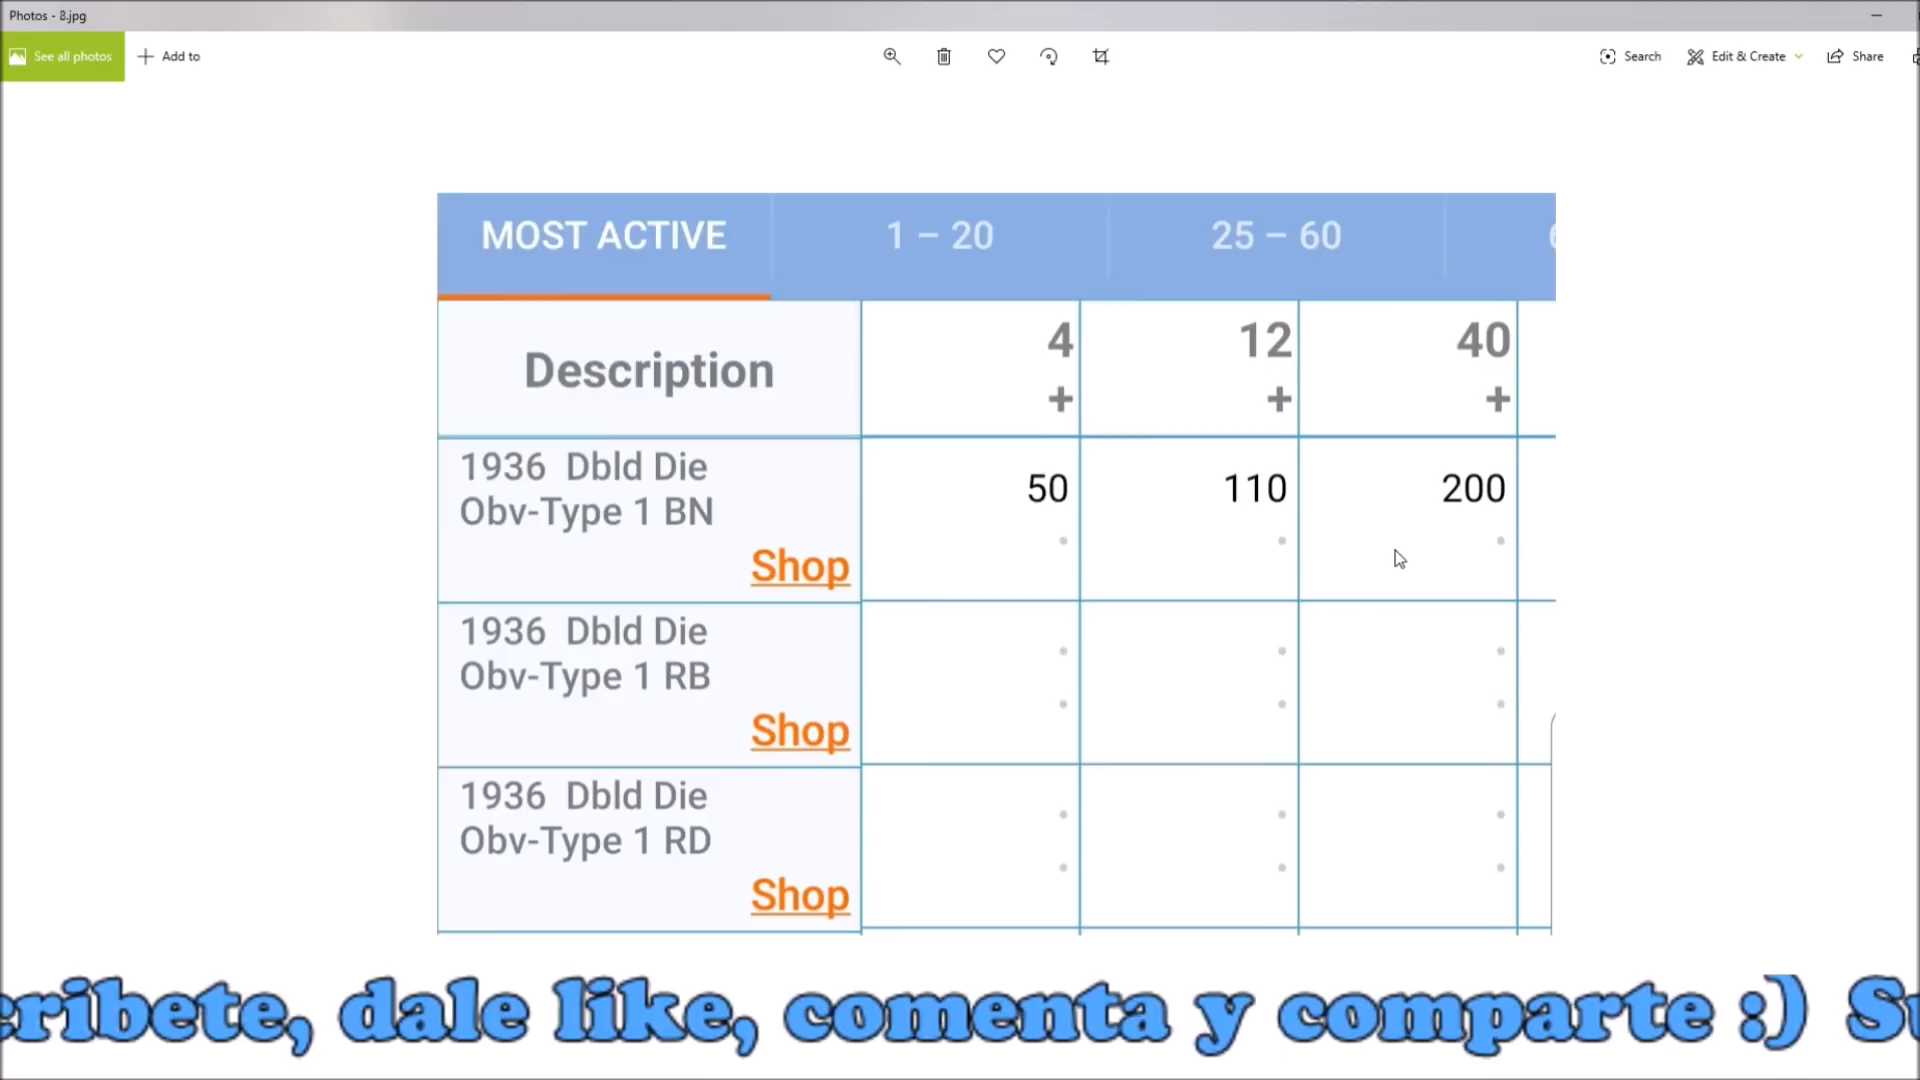 Photos - 8.jpg
See all photos
Add to
Search
Edit & Create
Share
MOST ACTIVE 1 – 20 25 – 60
Description 4 + 12 + 40 +
1936 Dbld Die
Obv-Type 1 BN
50 110 200
Shop
1936 Dbld Die
Obv-Type 1 RB
Shop
1936 Dbld Die
Obv-Type 1 RD
Shop
cribete, dale like, comenta y comparte :) Su